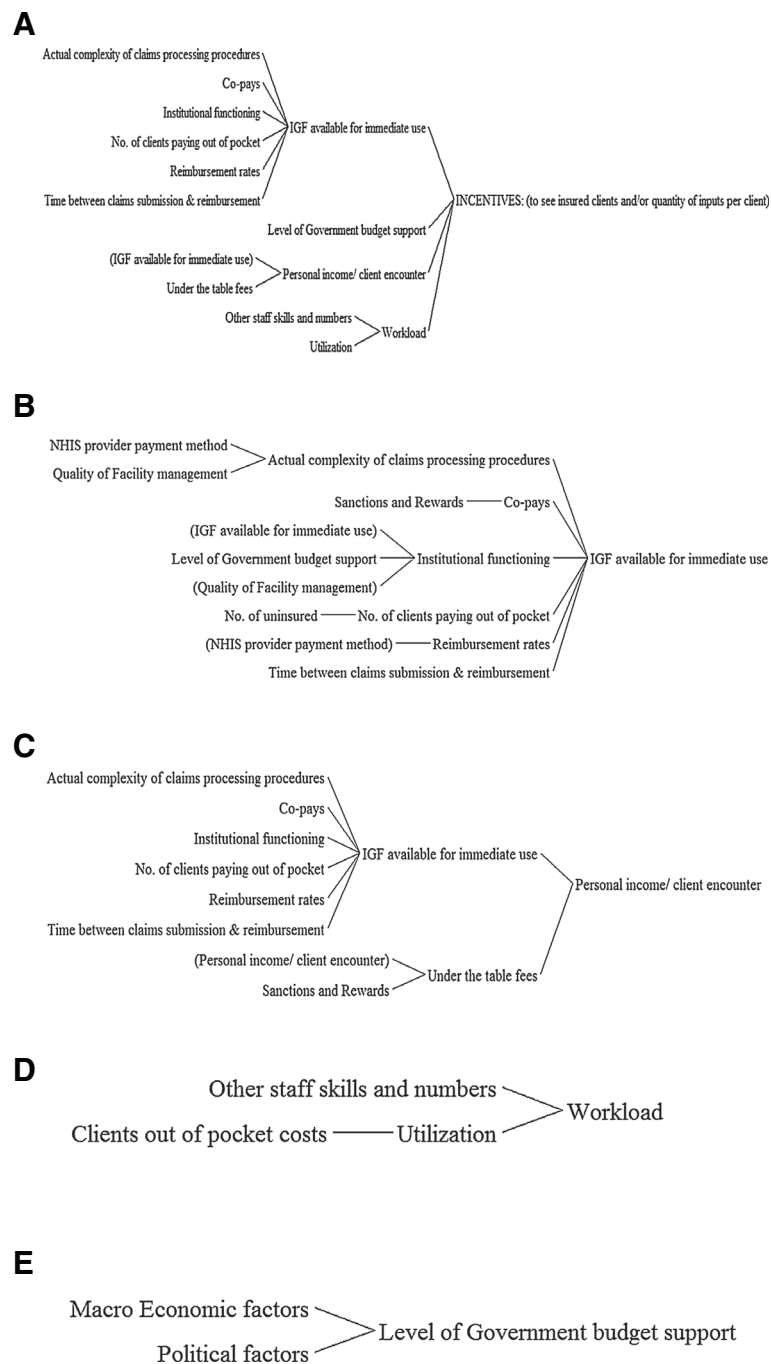 A
Actual complexity of claims processing procedures
Co-pays
Institutional functioning
IGF available for immediate use
No. of clients paying out of pocket
Reimbursement rates
Time between claims submission & reimbursement
INCENTIVES: (to see insured clients and/or quantity of inputs per client)
Level of Government budget support
(IGF available for immediate use)
Personal income/ client encounter
Under the table fees
Other staff skills and numbers
Workload
Utilization
B
NHIS provider payment method
Actual complexity of claims processing procedures
Quality of Facility management
Sanctions and Rewards
Co-pays
(IGF available for immediate use)
Level of Government budget support
Institutional functioning
IGF available for immediate use
(Quality of Facility management)
No. of uninsured
No. of clients paying out of pocket
(NHIS provider payment method)
Reimbursement rates
Time between claims submission & reimbursement
C
Actual complexity of claims processing procedures
Co-pays
Institutional functioning
IGF available for immediate use
No. of clients paying out of pocket
Personal income/ client encounter
Reimbursement rates
Time between claims submission & reimbursement
(Personal income/ client encounter)
Under the table fees
Sanctions and Rewards
D
Other staff skills and numbers
Workload
Clients out of pocket costs
Utilization
E
Macro Economic factors
Level of Government budget support
Political factors